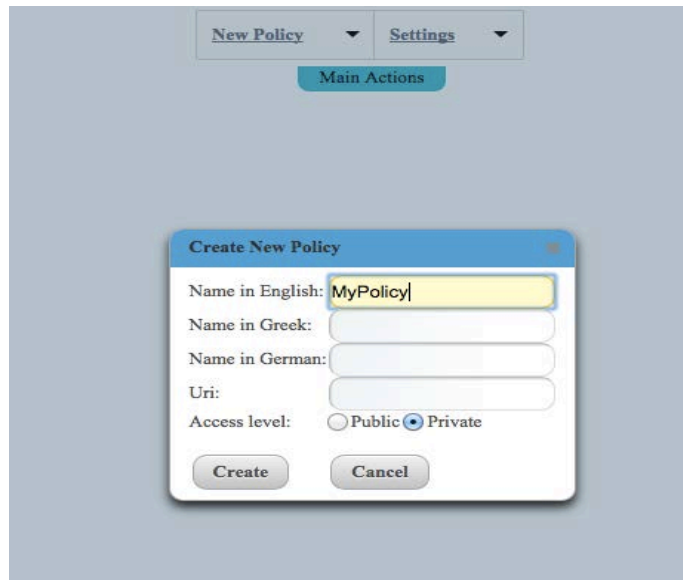 New Policy Settings
Main Actions
Create New Policy
Name in English: MyPolicy
Name in Greek:
Name in German:
Uri:
Access level: Public Private
Create Cancel